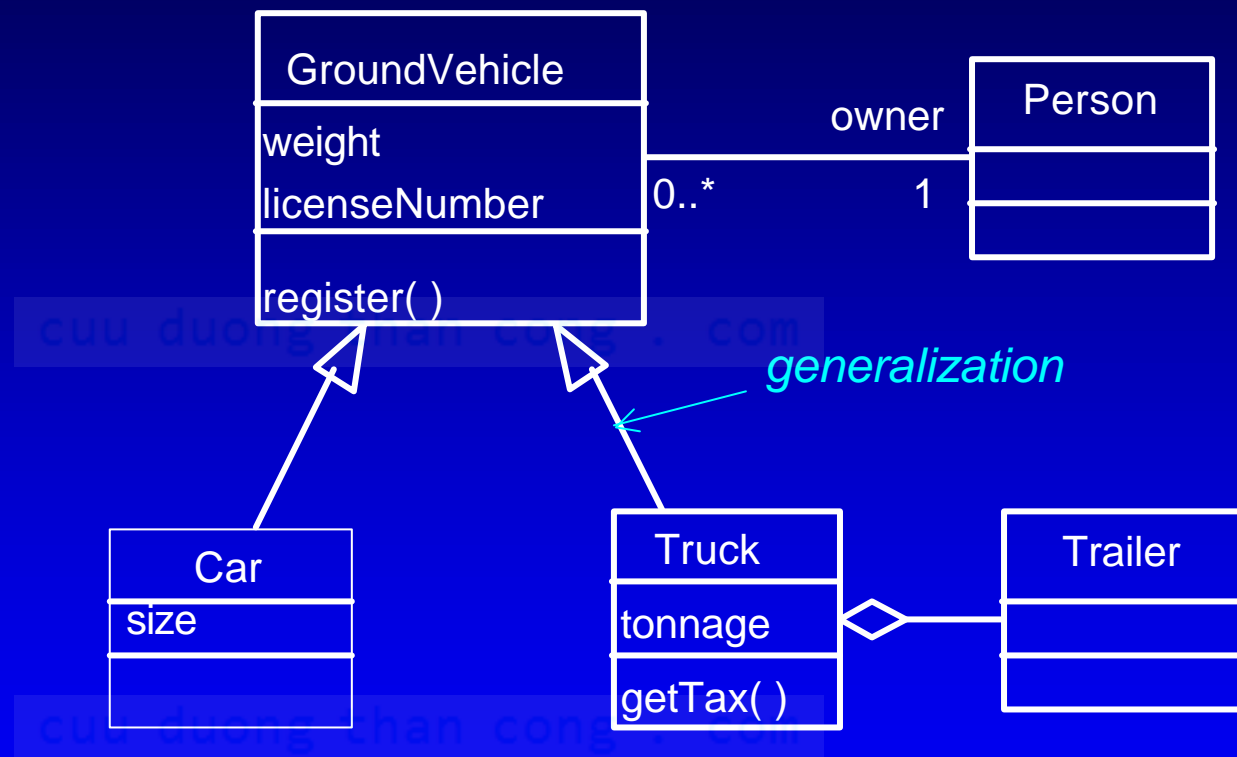 GroundVehicle
Person
owner
weight
0..*
1
licenseNumber
register( )
cuu duong than cong . com
generalization
Car
Truck
Trailer
size
tonnage
getTax( )
cuu duong than cong . com